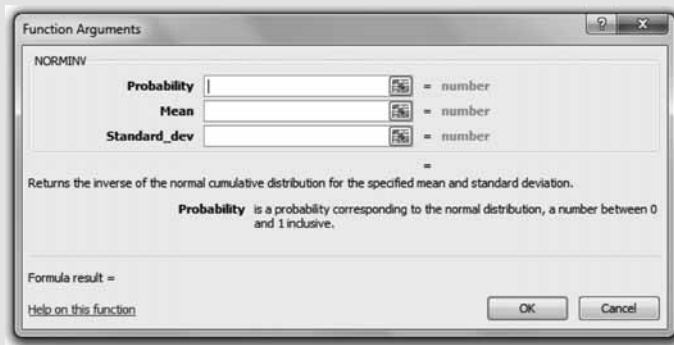 Function Arguments
NORMINV
Probability = number
Mean = number
Standard_dev = number
=
Returns the inverse of the normal cumulative distribution for the specified mean and standard deviation.
Probability is a probability corresponding to the normal distribution, a number between 0
and 1 inclusive.
Formula result =
Help on this function OK Cancel